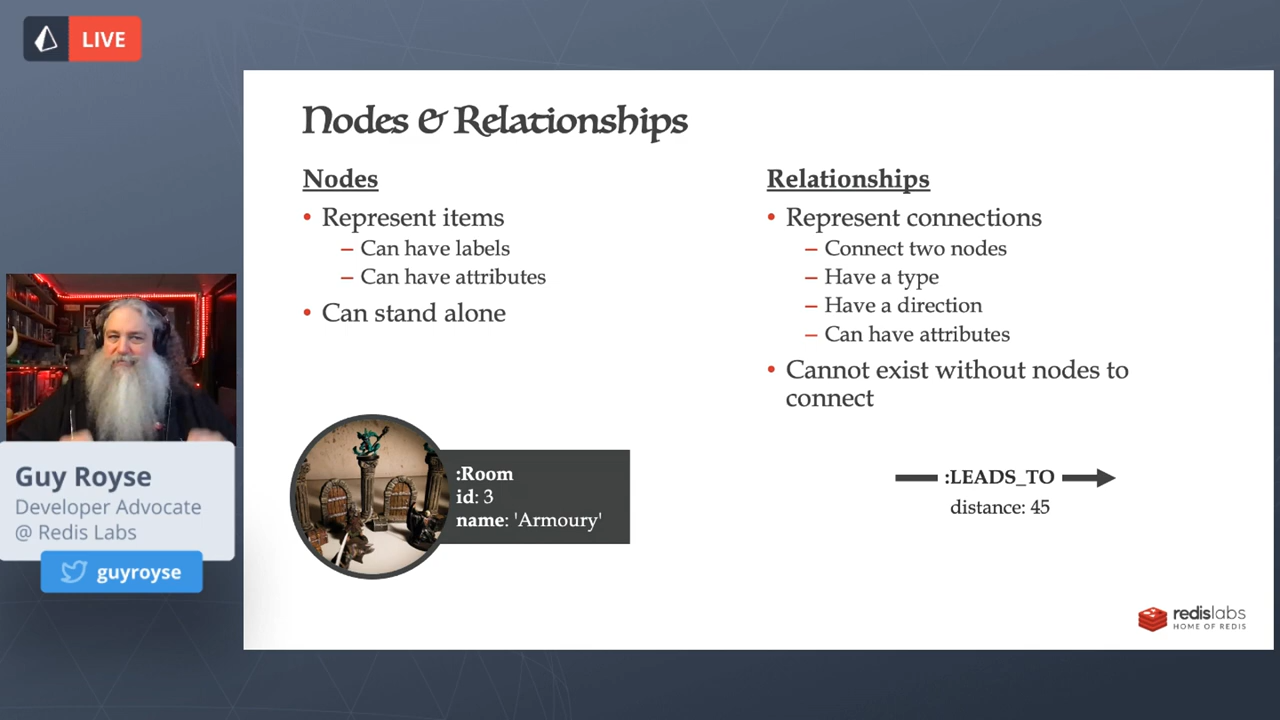 LIVE
Nodes & Relationships
Nodes
• Represent items
– Can have labels
– Can have attributes
• Can stand alone
Relationships
• Represent connections
– Connect two nodes
– Have a type
– Have a direction
– Can have attributes
• Cannot exist without nodes to
connect
:Room
id: 3
name: 'Armoury'
:LEADS_TO
distance: 45
Guy Royse
Developer Advocate
@ Redis Labs
guyroyse
redislabs
HOME OF REDIS